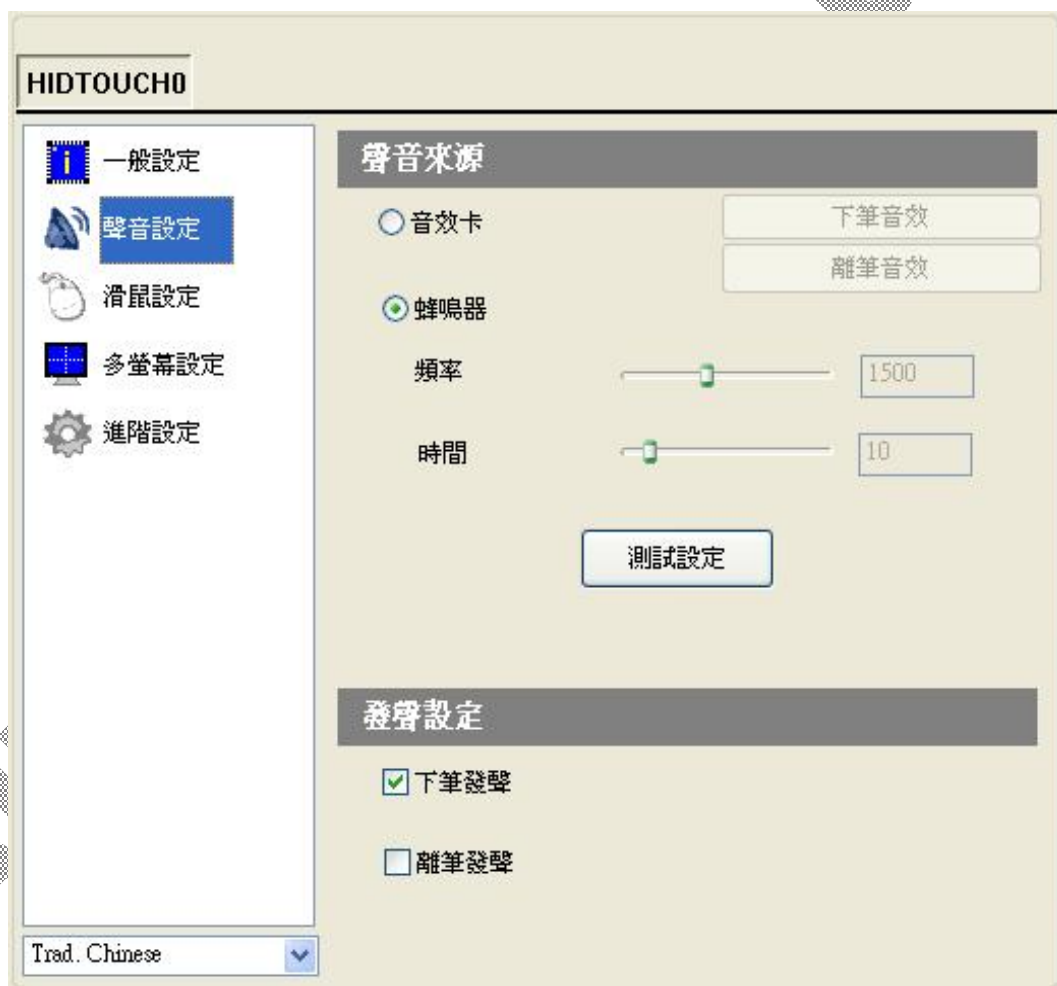 HIDTOUCH0
一般設定
聲音設定
滑鼠設定
多螢幕設定
進階設定
Trad. Chinese
聲音來源
音效卡
下筆音效
離筆音效
蜂鳴器
頻率
1500
時間
10
測試設定
發聲設定
下筆發聲
離筆發聲